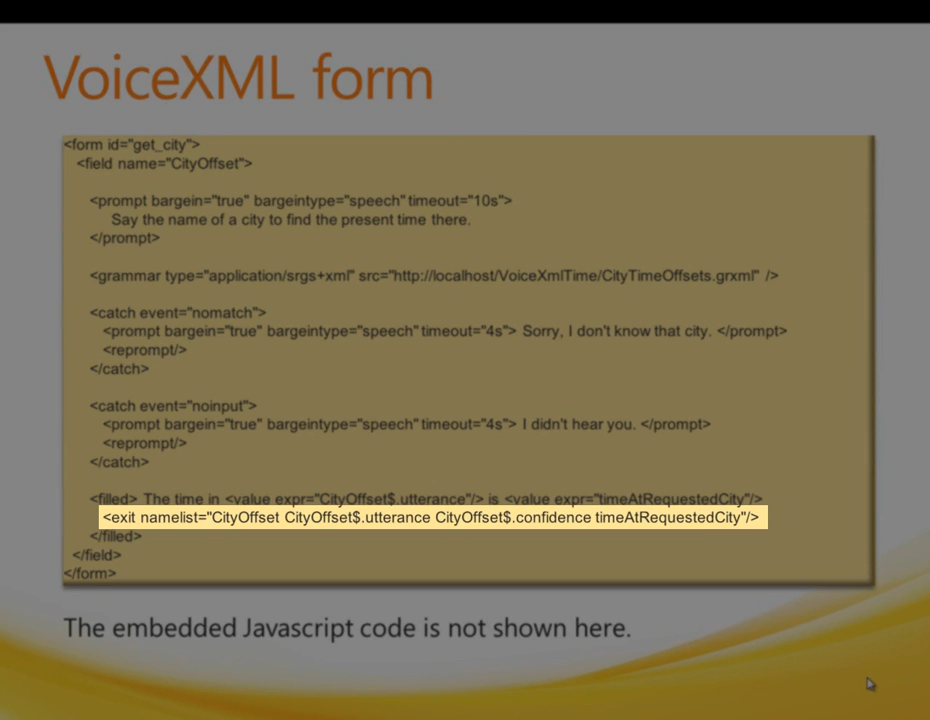 VoiceXML form
<form id="get_city">
<field name="CityOffset">
<prompt bargein="true" bargeintype="speech" timeout="10s">
Say the name of a city to find the present time there.
</prompt>
<grammar type="application/srgs+xml" src="http://localhost/VoiceXmlTime/CityTimeOffsets.grxml" />
<catch event="nomatch">
<prompt bargein="true" bargeintype="speech" timeout="4s"> Sorry, I don't know that city. </prompt>
<reprompt/>
</catch>
<catch event="noinput">
<prompt bargein="true" bargeintype="speech" timeout="4s"> I didn't hear you. </prompt>
<reprompt/>
</catch>
<filled> The time in <value expr="CityOffset$.utterance"/> is <value expr="timeAtRequestedCity"/>
<exit namelist="CityOffset CityOffset$.utterance CityOffset$.confidence timeAtRequestedCity"/>
</filled>
</field>
</form>
The embedded Javascript code is not shown here.